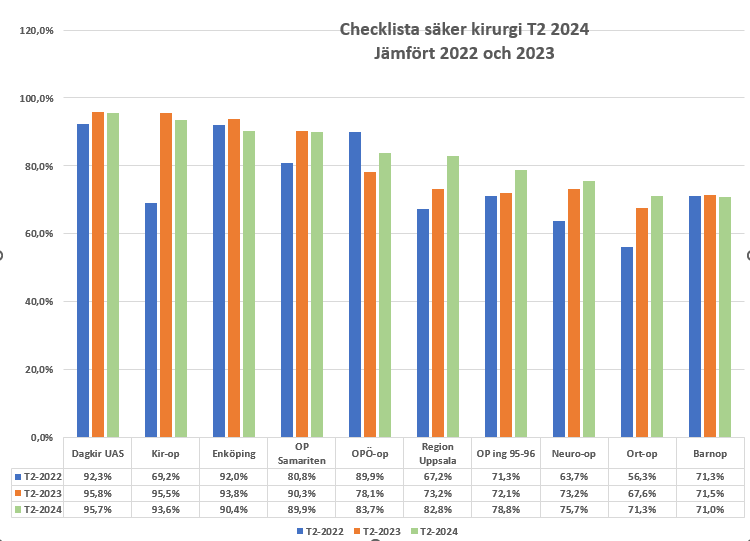 Checklista säker kirurgi T2 2024
Jämfört 2022 och 2023
120,0%
100,0%
80,0%
60,0%
40,0%
20,0%
0,0%
Dagkir UAS Kir-op Enköping OP Samariten OPÖ-op Region Uppsala OP ing 95-96 Neuro-op Ort-op Barnop
T2-2022 92,3% 69,2% 92,0% 80,8% 89,9% 67,2% 71,3% 63,7% 56,3% 71,3%
T2-2023 95,8% 95,5% 93,8% 90,3% 78,1% 73,2% 72,1% 73,2% 67,6% 71,5%
T2-2024 95,7% 93,6% 90,4% 89,9% 83,7% 82,8% 78,8% 75,7% 71,3% 71,0%
T2-2022 T2-2023 T2-2024